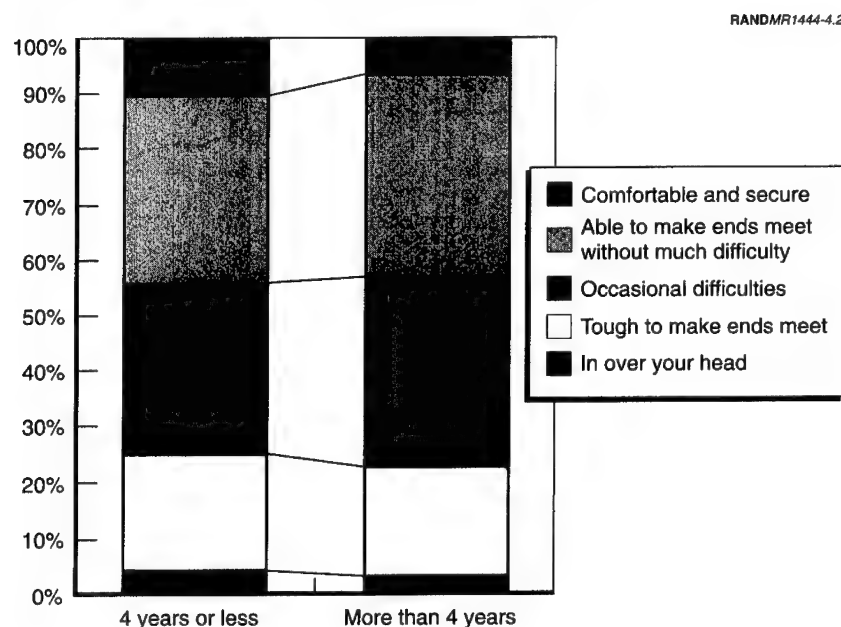 RANDMR1444-4.2
100%
90%
80%
70%
60%
50%
40%
30%
20%
10%
0%
4 years or less
More than 4 years
Comfortable and secure
Able to make ends meet
without much difficulty
Occasional difficulties
Tough to make ends meet
In over your head